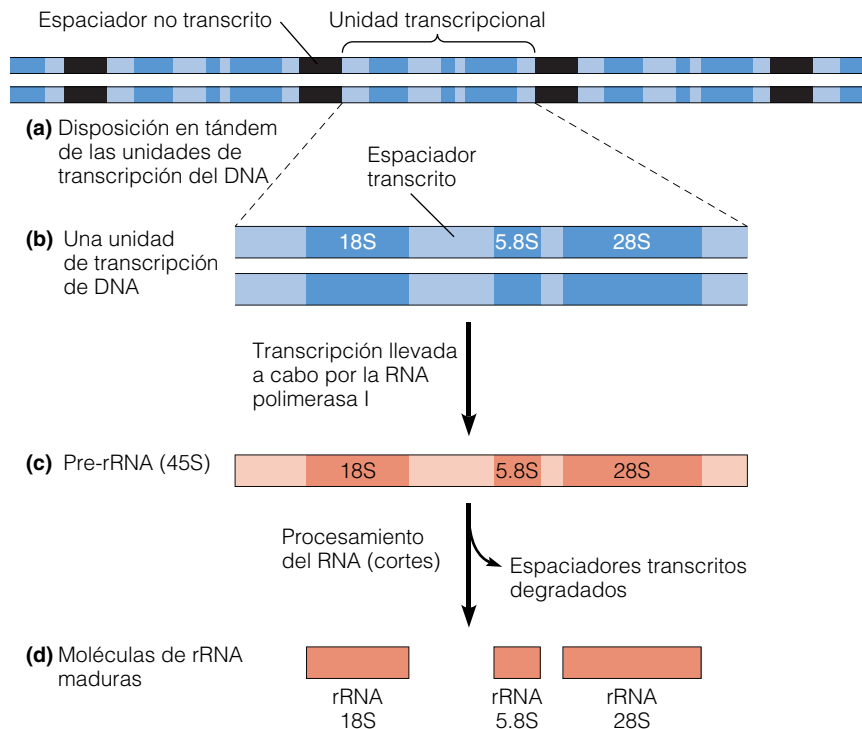 Espaciador no transcrito
Unidad transcripcional
(a) Disposición en tándem
de las unidades de
transcripción del DNA
Espaciador
transcrito
(b) Una unidad
de transcripción
de DNA
18S
5.8S
28S
Transcripción llevada
a cabo por la RNA
polimerasa I
(c) Pre-rRNA (45S)
18S
5.8S
28S
Procesamiento
del RNA (cortes)
Espaciadores transcritos
degradados
(d) Moléculas de rRNA
maduras
rRNA
18S
rRNA
5.8S
rRNA
28S